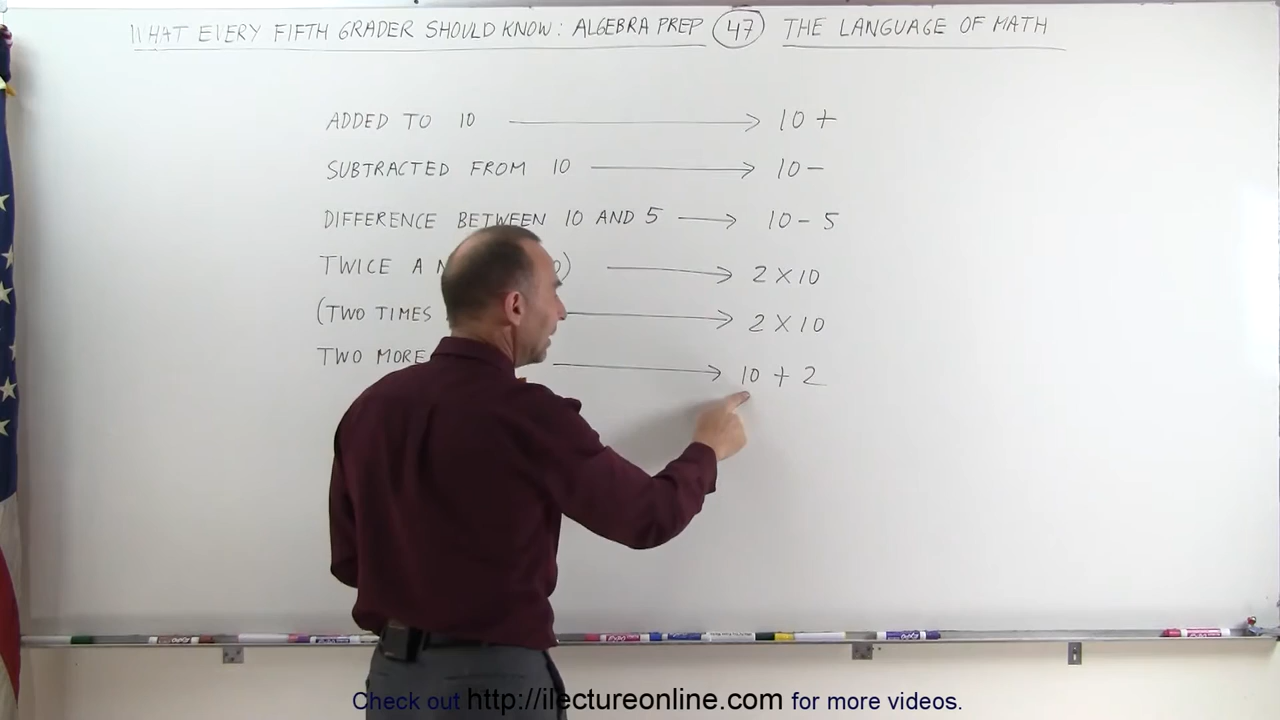 WHAT EVERY FIFTH GRADER SHOULD KNOW: ALGEBRA PREP 47 THE LANGUAGE OF MATH
ADDED TO 10 → 10 +
SUBTRACTED FROM 10 → 10 -
DIFFERENCE BETWEEN 10 AND 5 → 10 - 5
TWICE A → 2 X 10
(TWO TIMES → 2 X 10
TWO MORE → 10 + 2
Check out http://ilectureonline.com for more videos.